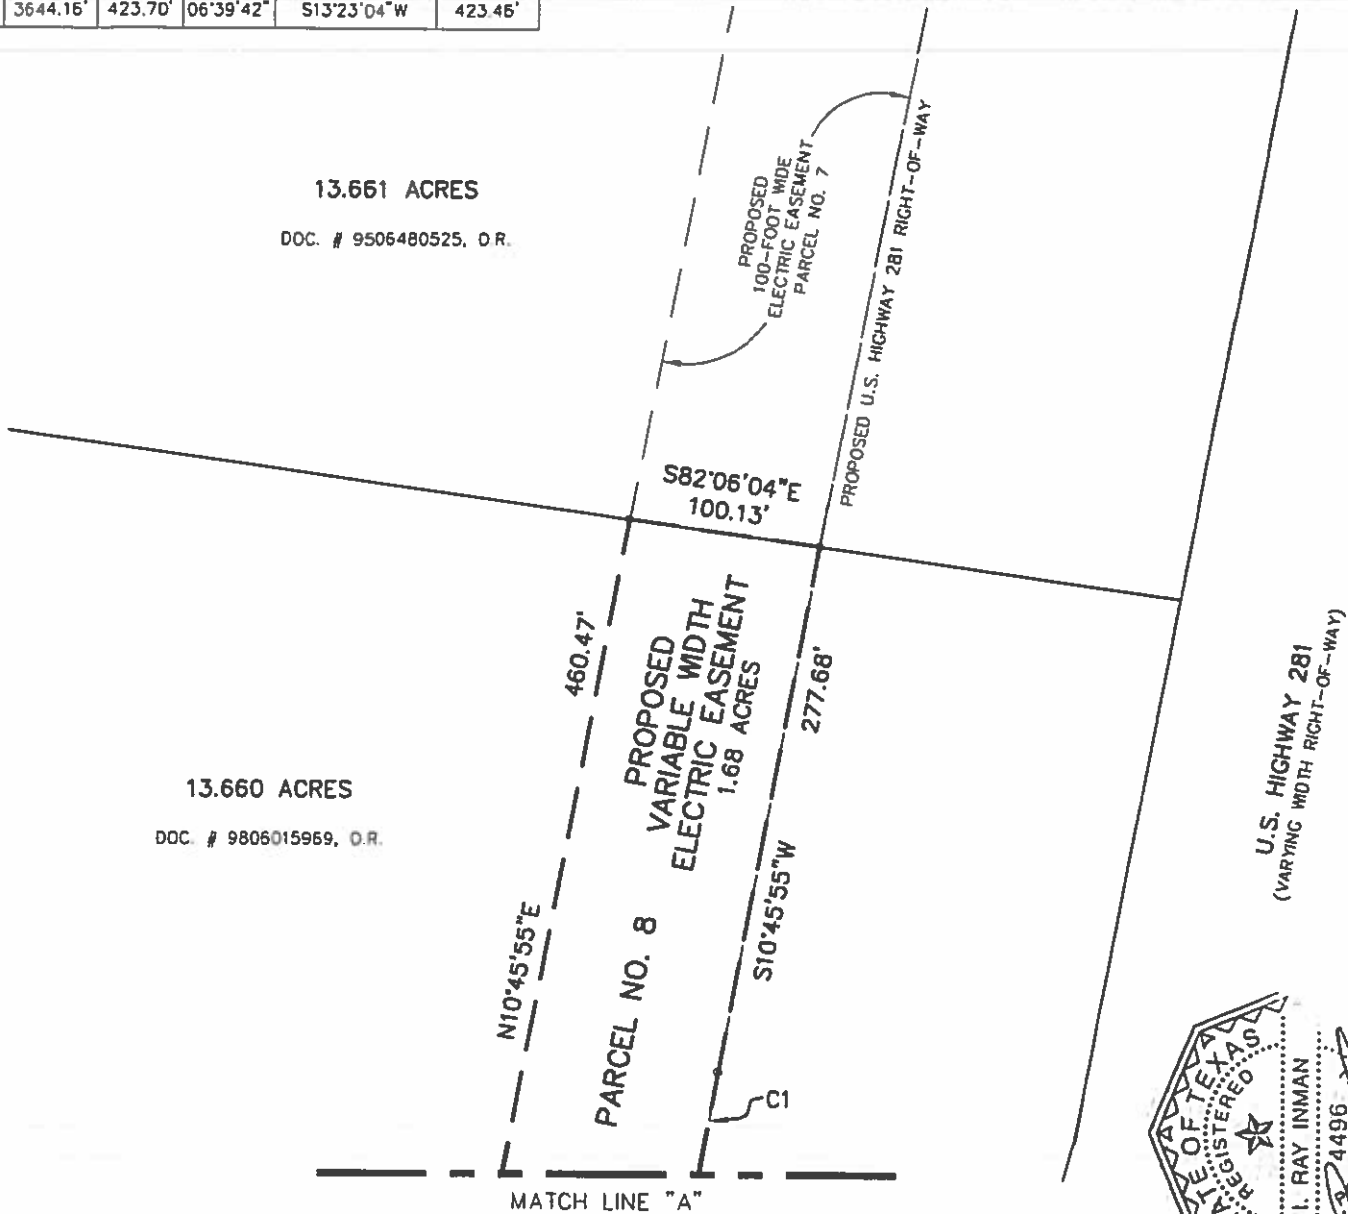 3644.16' 423.70' 06°39'42" S13°23'04"W 423.46'
13.661 ACRES
DOC. # 9506480525, O.R.
PROPOSED
100-FOOT WIDE
ELECTRIC EASEMENT
PARCEL NO. 7
PROPOSED U.S. HIGHWAY 281 RIGHT-OF-WAY
S82°06'04"E
100.13'
460.47'
PROPOSED
VARIABLE WIDTH
ELECTRIC EASEMENT
1.68 ACRES
277.68'
13.660 ACRES
DOC. # 9806015969, O.R.
U.S. HIGHWAY 281
(VARYING WIDTH RIGHT-OF-WAY)
N10°45'55"E
PARCEL NO. 8
S10°45'55"W
C1
MATCH LINE "A"
ATE OF TEXAS
REGISTERED
I. RAY INMAN
4496